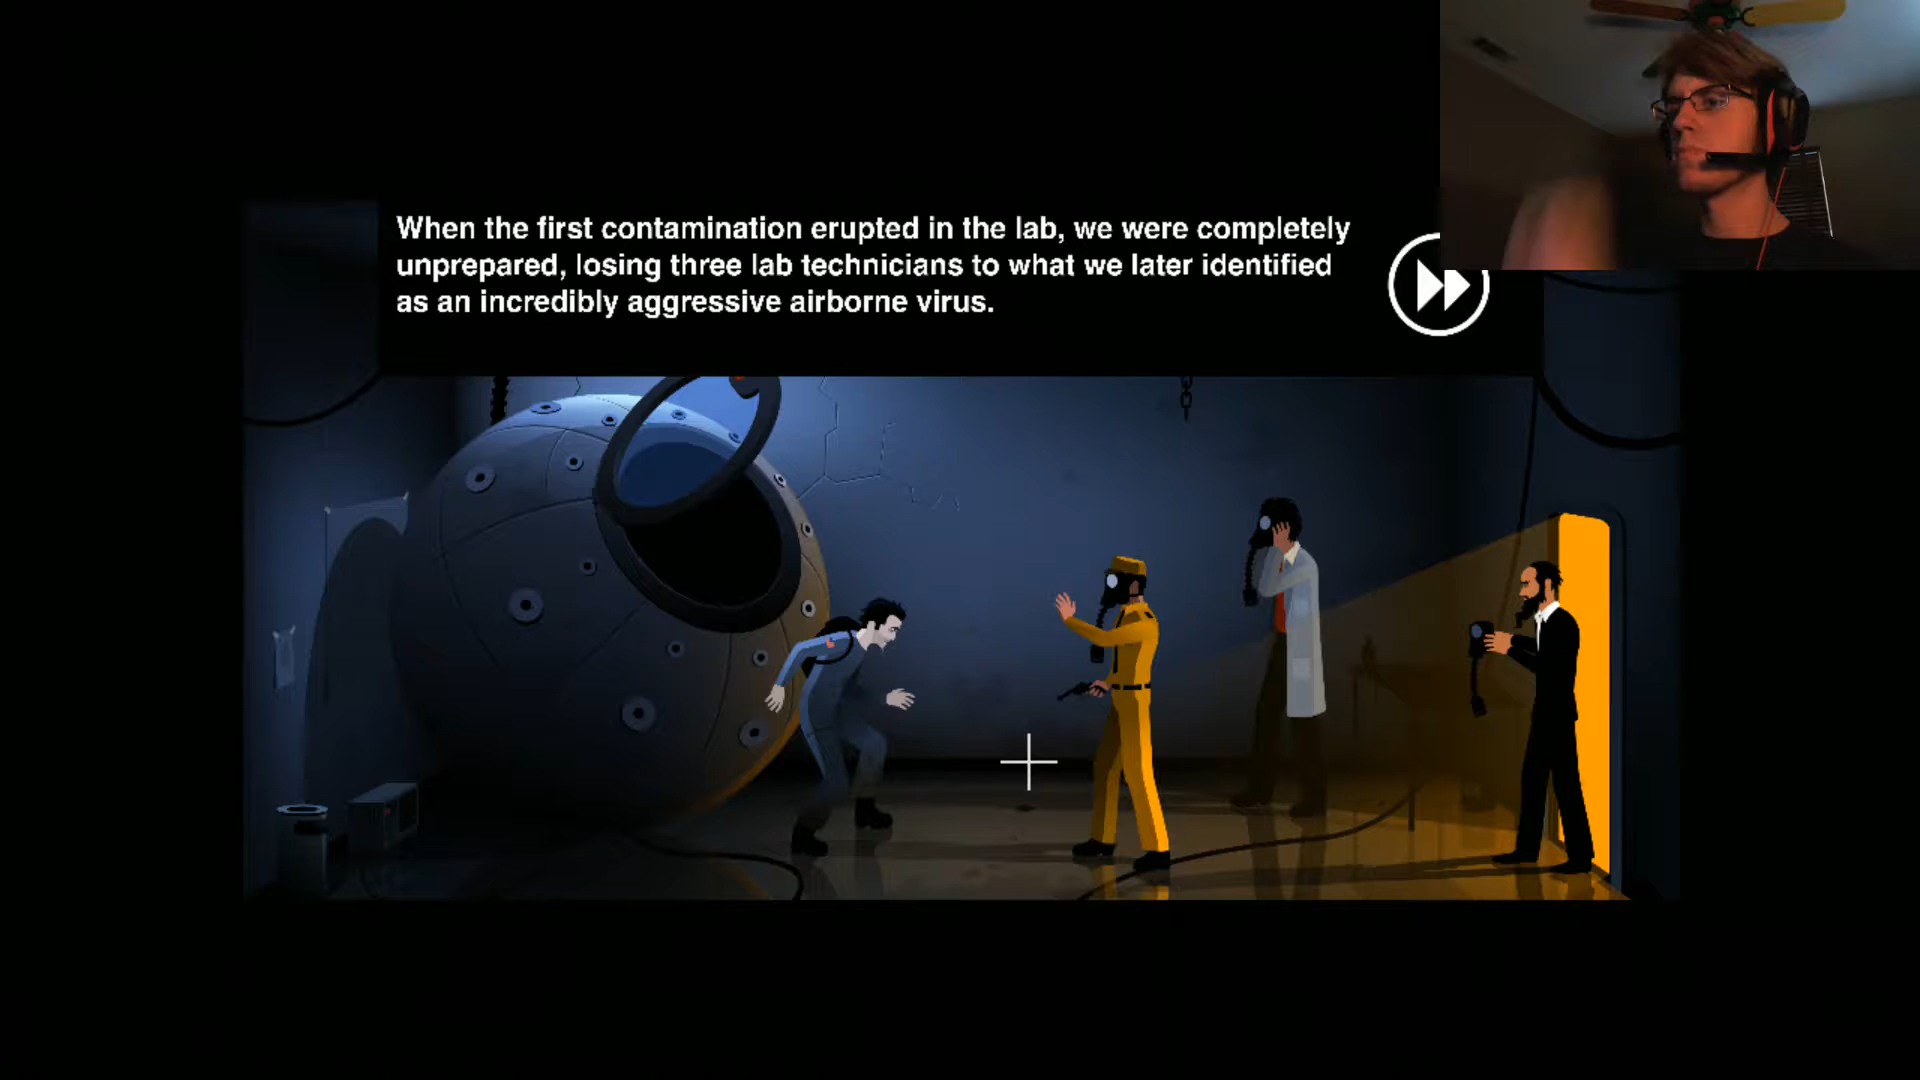 When the first contamination erupted in the lab, we were completely
unprepared, losing three lab technicians to what we later identified
as an incredibly aggressive airborne virus.